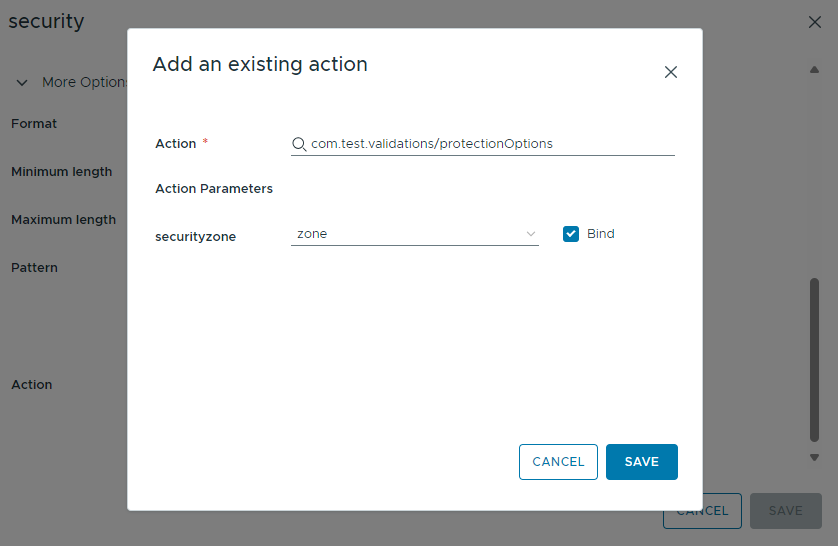 security
Add an existing action
More Options
Format
Action *
com.test.validations/protectionOptions
Minimum length
Action Parameters
Maximum length
securityzone
zone
Bind
Pattern
Action
CANCEL
SAVE
CANCEL
SAVE